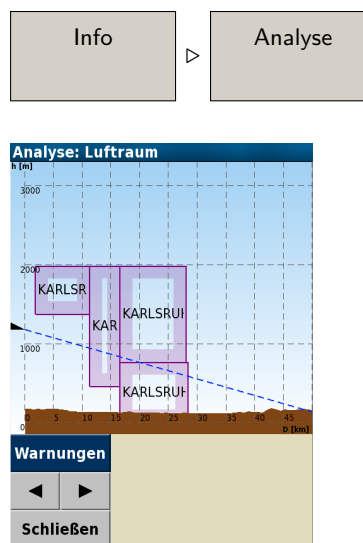 Info ▷ Analyse
Analyse: Luftraum
h [m]
3000
2000
KARLSR
KAR
KARLSRUH
1000
KARLSRUH
0 5 10 15 20 25 30 35 40 45
0
D [km]
Warnungen
◀ ▶
Schließen